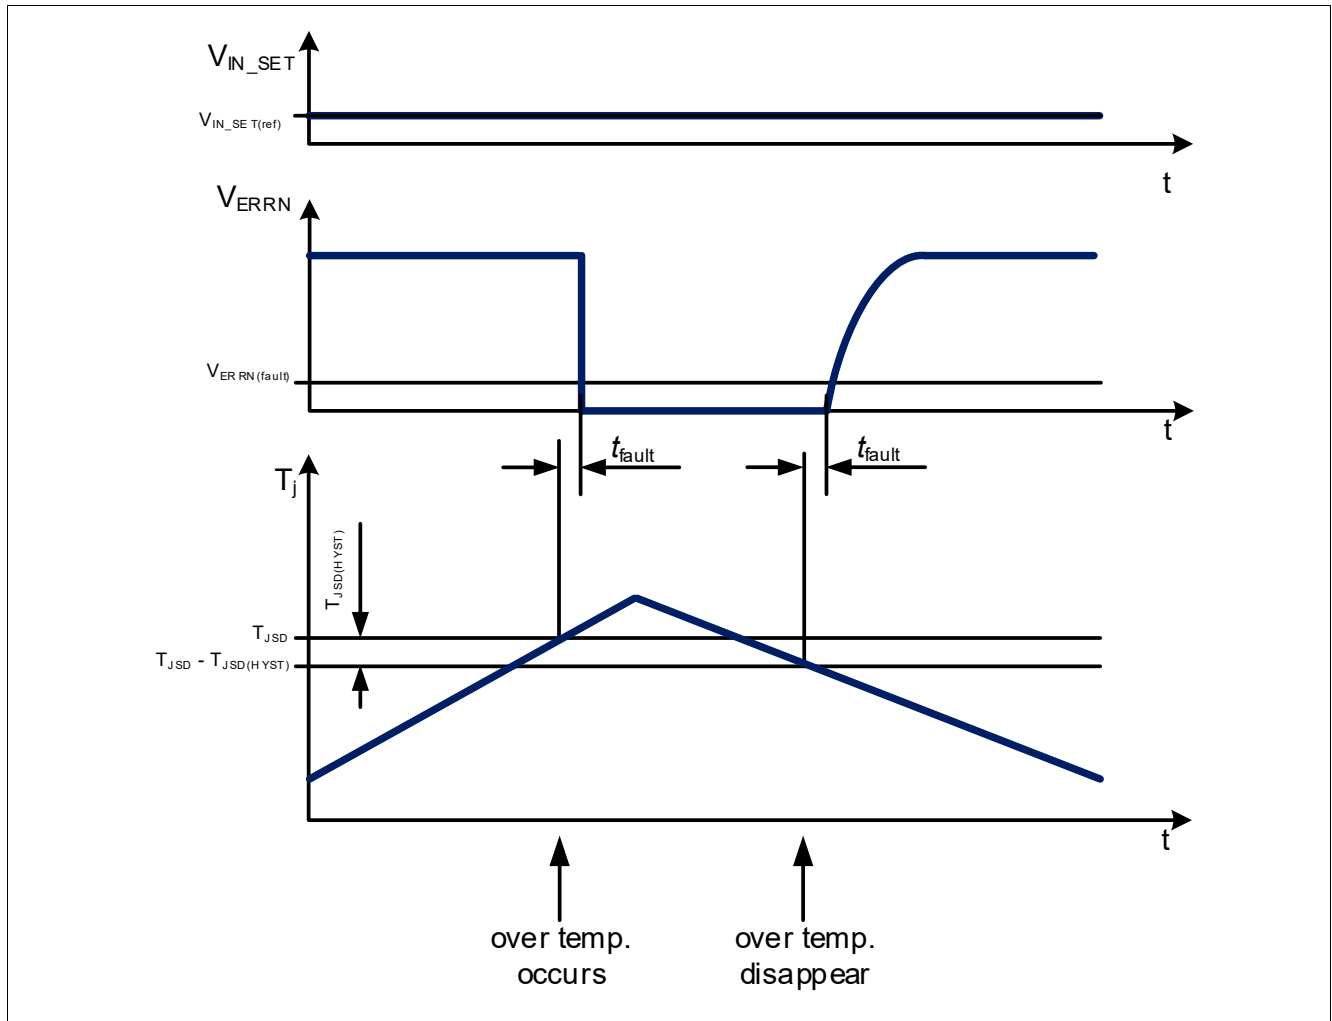 VIN_SET
VIN_SET(ref)
t
VERRN
VERRN(fault)
t
tfault
tfault
Tj
TJSD(HYST)
TJSD
TJSD - TJSD(HYST)
t
over temp.
occurs
over temp.
disappear